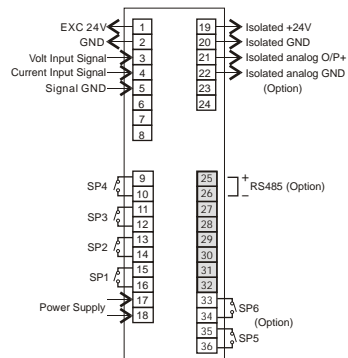 EXC 24V 1 19 Isolated +24V
GND 2 20 Isolated GND
Volt Input Signal 3 21 Isolated analog O/P+
Current Input Signal 4 22 Isolated analog GND
Signal GND 5 23 (Option)
6 24
7
8
SP4 9 10
SP3 11 12
SP2 13 14
SP1 15 16
Power Supply 17 18
25 + RS485 (Option)
26 –
27
28
29
30
31
32
33 SP6
34 (Option)
35 SP5
36